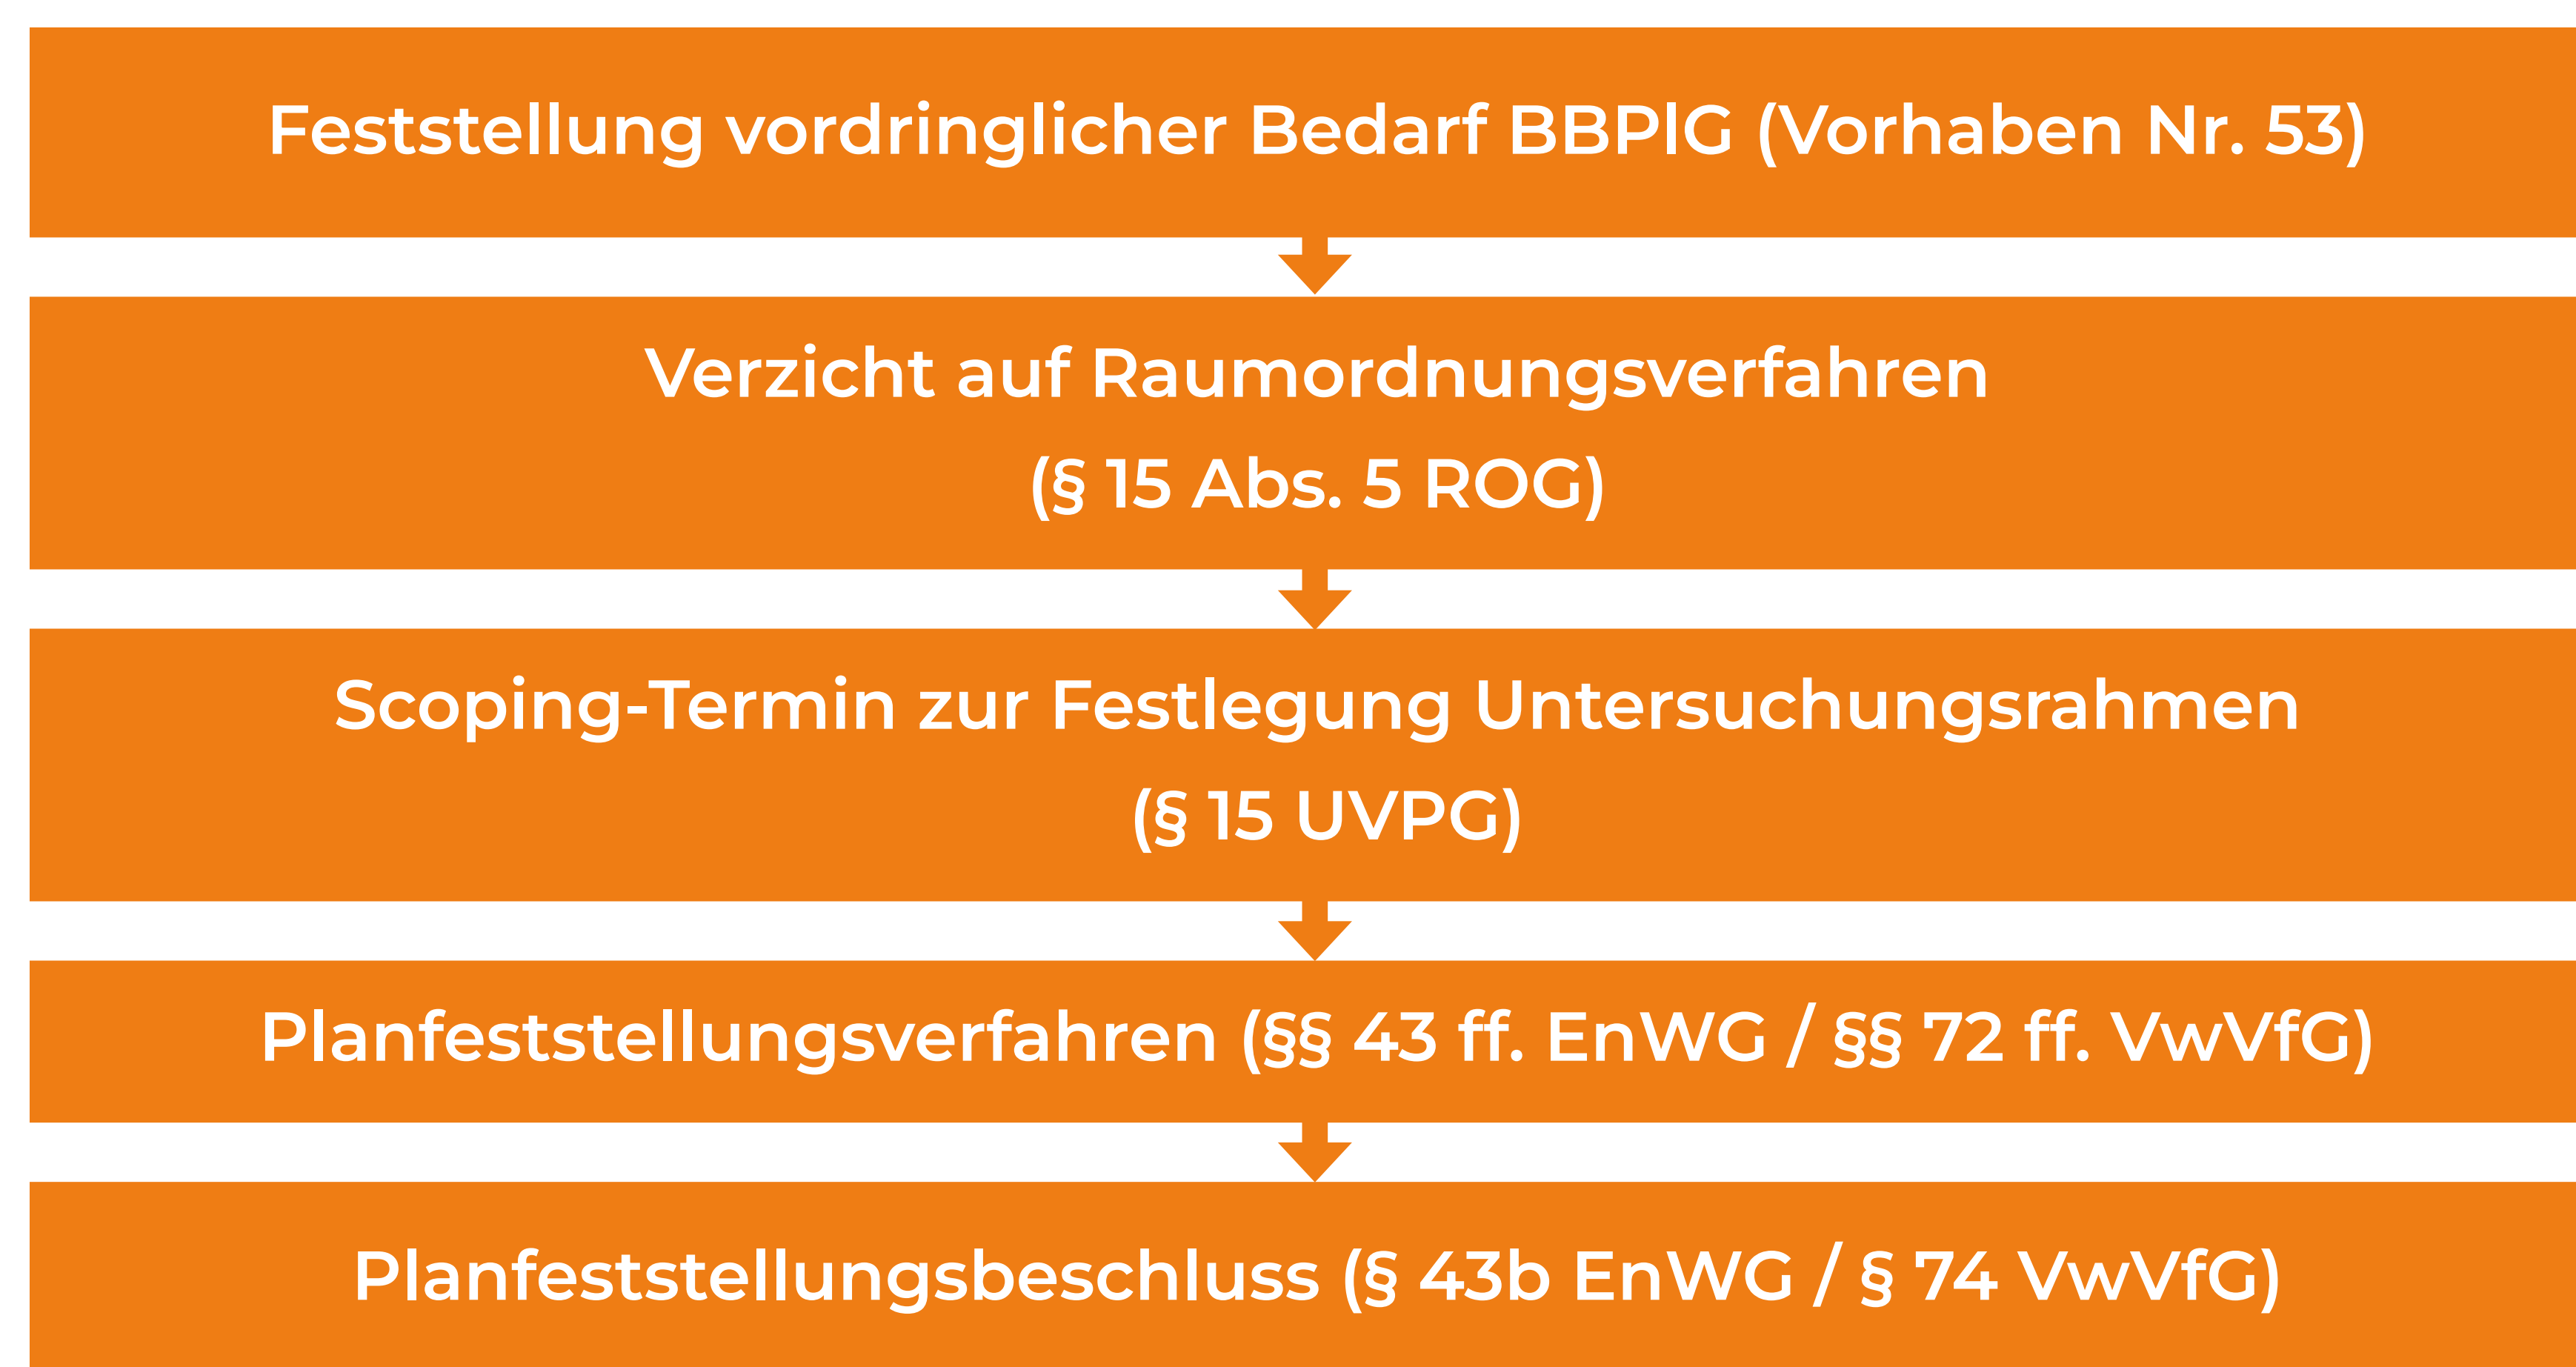 Feststellung vordringlicher Bedarf BBPlG (Vorhaben Nr. 53)
Verzicht auf Raumordnungsverfahren
(§ 15 Abs. 5 ROG)
Scoping-Termin zur Festlegung Untersuchungsrahmen
(§ 15 UVPG)
Planfeststellungsverfahren (§§ 43 ff. EnWG / §§ 72 ff. VwVfG)
Planfeststellungsbeschluss (§ 43b EnWG / § 74 VwVfG)